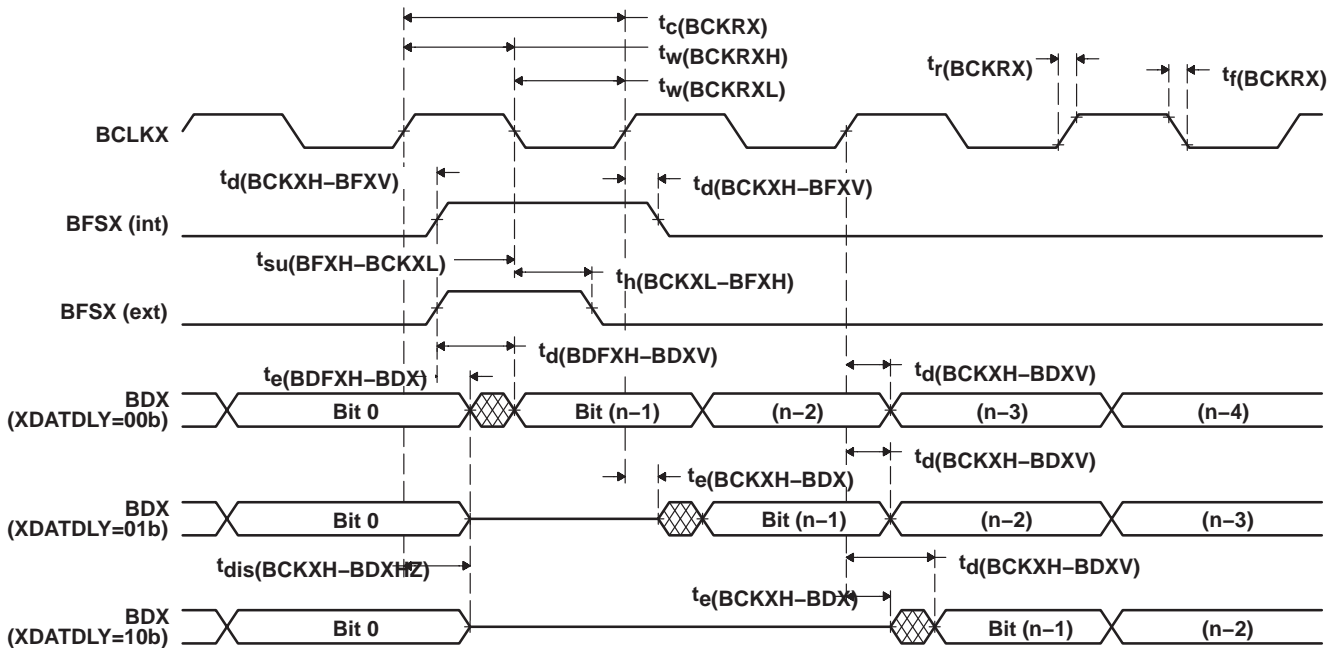 tc(BCKRX)
tw(BCKRXH)
tr(BCKRX)
tf(BCKRX)
tw(BCKRXL)
BCLKX
td(BCKXH−BFXV)
td(BCKXH−BFXV)
BFSX (int)
tsu(BFXH−BCKXL)
th(BCKXL−BFXH)
BFSX (ext)
td(BDFXH−BDXV)
te(BDFXH−BDX)
td(BCKXH−BDXV)
BDX
(XDATDLY=00b)
Bit 0
Bit (n−1)
(n−2)
(n−3)
(n−4)
td(BCKXH−BDXV)
te(BCKXH−BDX)
BDX
(XDATDLY=01b)
Bit 0
Bit (n−1)
(n−2)
(n−3)
tdis(BCKXH−BDXHZ)
td(BCKXH−BDXV)
te(BCKXH−BDX)
BDX
(XDATDLY=10b)
Bit 0
Bit (n−1)
(n−2)